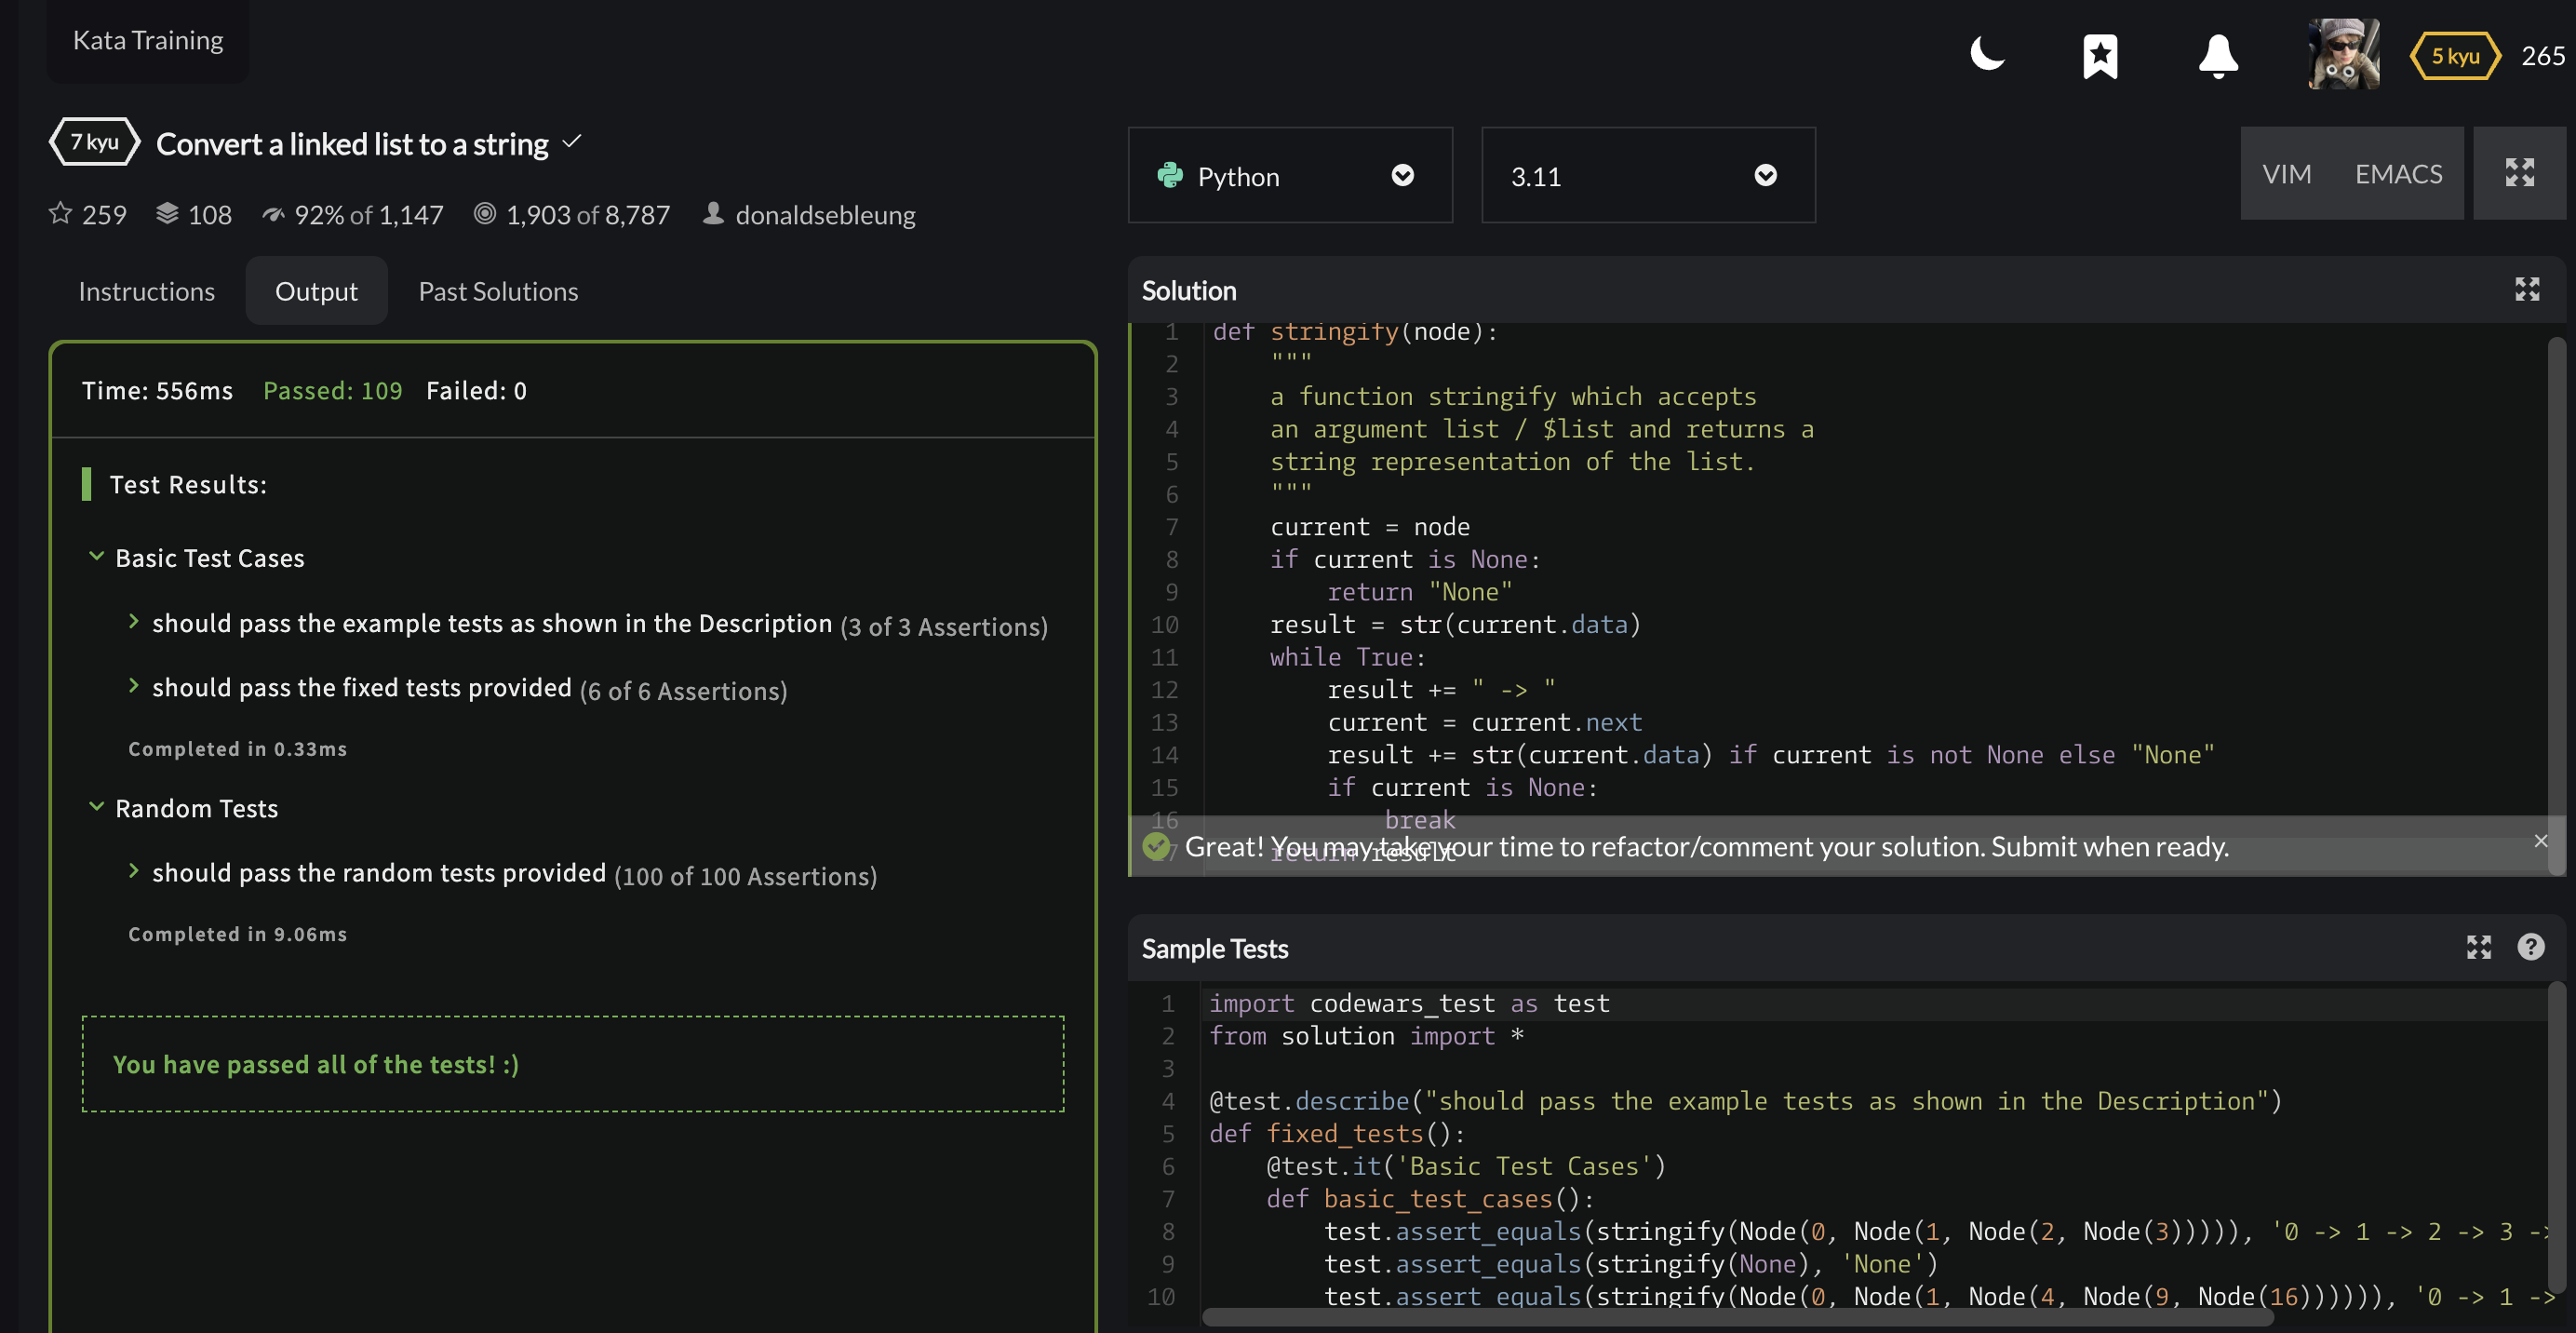 Kata Training
5 kyu 265
7 kyu Convert a linked list to a string
259 108 92% of 1,147 1,903 of 8,787 donaldsebleung
Python
3.11
VIM EMACS
Instructions Output Past Solutions
Time: 556ms Passed: 109 Failed: 0
Test Results:
Basic Test Cases
should pass the example tests as shown in the Description (3 of 3 Assertions)
should pass the fixed tests provided (6 of 6 Assertions)
Completed in 0.33ms
Random Tests
should pass the random tests provided (100 of 100 Assertions)
Completed in 9.06ms
You have passed all of the tests! :)
Solution
1 def stringify(node):
2     """
3     a function stringify which accepts
4     an argument list / $list and returns a
5     string representation of the list.
6     """
7     current = node
8     if current is None:
9         return "None"
10     result = str(current.data)
11     while True:
12         result += " -> "
13         current = current.next
14         result += str(current.data) if current is not None else "None"
15         if current is None:
16             break
17     return result
Great! You may take your time to refactor/comment your solution. Submit when ready.
Sample Tests
1 import codewars_test as test
2 from solution import *
3
4 @test.describe("should pass the example tests as shown in the Description")
5 def fixed_tests():
6     @test.it('Basic Test Cases')
7     def basic_test_cases():
8         test.assert_equals(stringify(Node(0, Node(1, Node(2, Node(3))))), '0 -> 1 -> 2 -> 3 ->
9         test.assert_equals(stringify(None), 'None')
10         test.assert_equals(stringify(Node(0, Node(1, Node(4, Node(9, Node(16)))))), '0 -> 1 ->